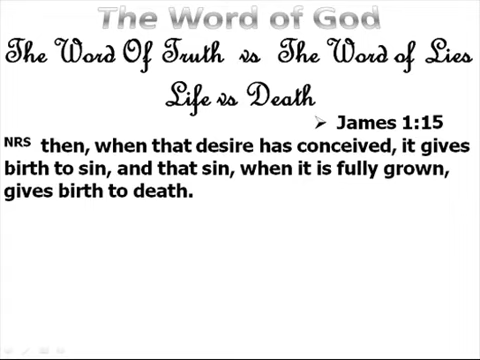 The Word of God
The Word Of Truth vs The Word of Lies
Life vs Death
➢ James 1:15
NRS then, when that desire has conceived, it gives
birth to sin, and that sin, when it is fully grown,
gives birth to death.